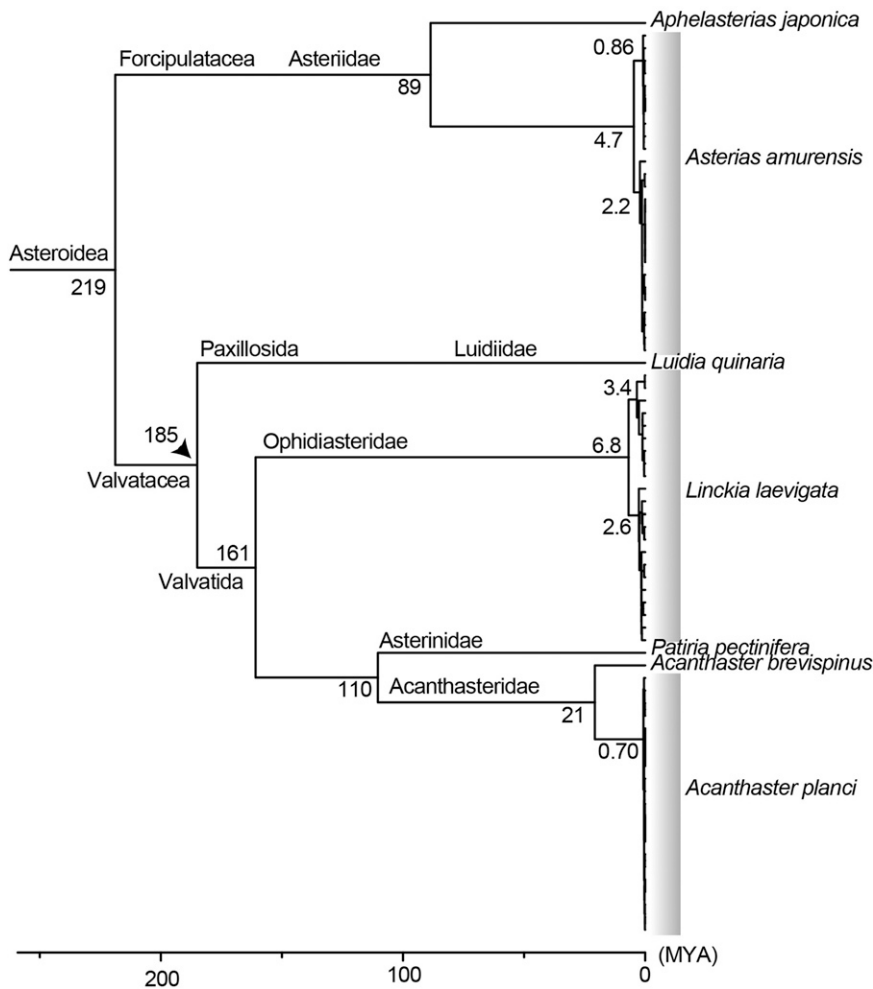 Aphelasterias japonica
0.86
Forcipulatacea Asteriidae
89
4.7
Asterias amurensis
2.2
Asteroidea
219
Paxillosida Luidiidae
Luidia quinaria
3.4
185
Ophidiasteridae
6.8
Valvatacea
Linckia laevigata
2.6
161
Valvatida
Asterinidae
Patiria pectinifera
Acanthaster brevispinus
110
Acanthasteridae
21
0.70
Acanthaster planci
(MYA)
200 100 0